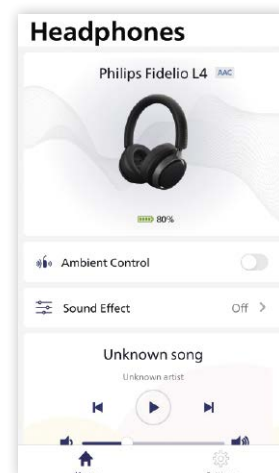 Headphones
Philips Fidelio L4 AAC
80%
Ambient Control
Sound Effect Off
Unknown song
Unknown artist